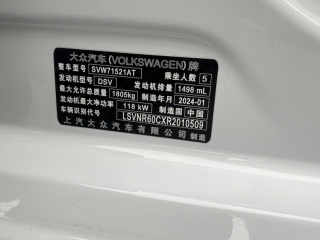 大众汽车(VOLKSWAGEN)牌
整车型号 SVW71521AT 乘坐人数 5
发动机型号 DSV 发动机排量 1498 mL
最大允许总质量 1805kg 制造年月 2024-01
发动机最大净功率 118 kW 制造国 中国
车辆识别代号 LSVNR60CXR2010509
上汽大众汽车有限公司 制造